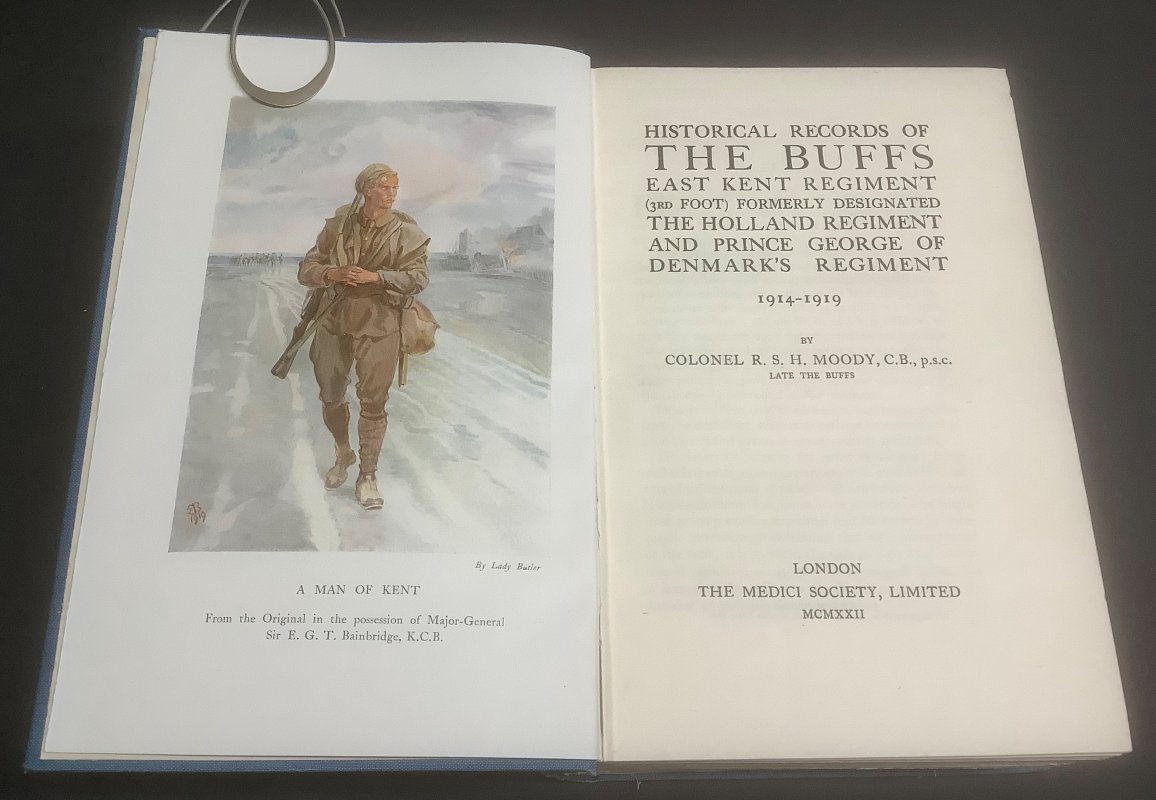 By Lady Butler
A MAN OF KENT
From the Original in the possession of Major-General
Sir E. G. T. Bainbridge, K.C.B.
HISTORICAL RECORDS OF
THE BUFFS
EAST KENT REGIMENT
(3RD FOOT) FORMERLY DESIGNATED
THE HOLLAND REGIMENT
AND PRINCE GEORGE OF
DENMARK'S REGIMENT
1914-1919
BY
COLONEL R. S. H. MOODY, C.B., p.s.c.
LATE THE BUFFS
LONDON
THE MEDICI SOCIETY, LIMITED
MCMXXII